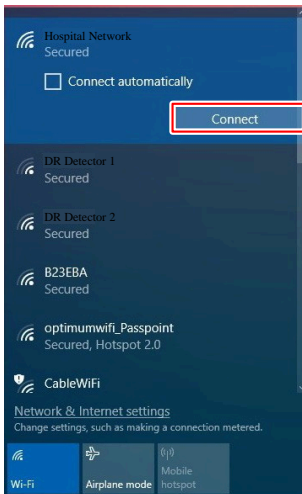 Hospital Network
Secured
Connect automatically
Connect
DR Detector 1
Secured
DR Detector 2
Secured
B23EBA
Secured
optimumwifi_Passpoint
Secured, Hotspot 2.0
CableWiFi
Network & Internet settings
Change settings, such as making a connection metered.
Wi-Fi
Airplane mode
Mobile
hotspot